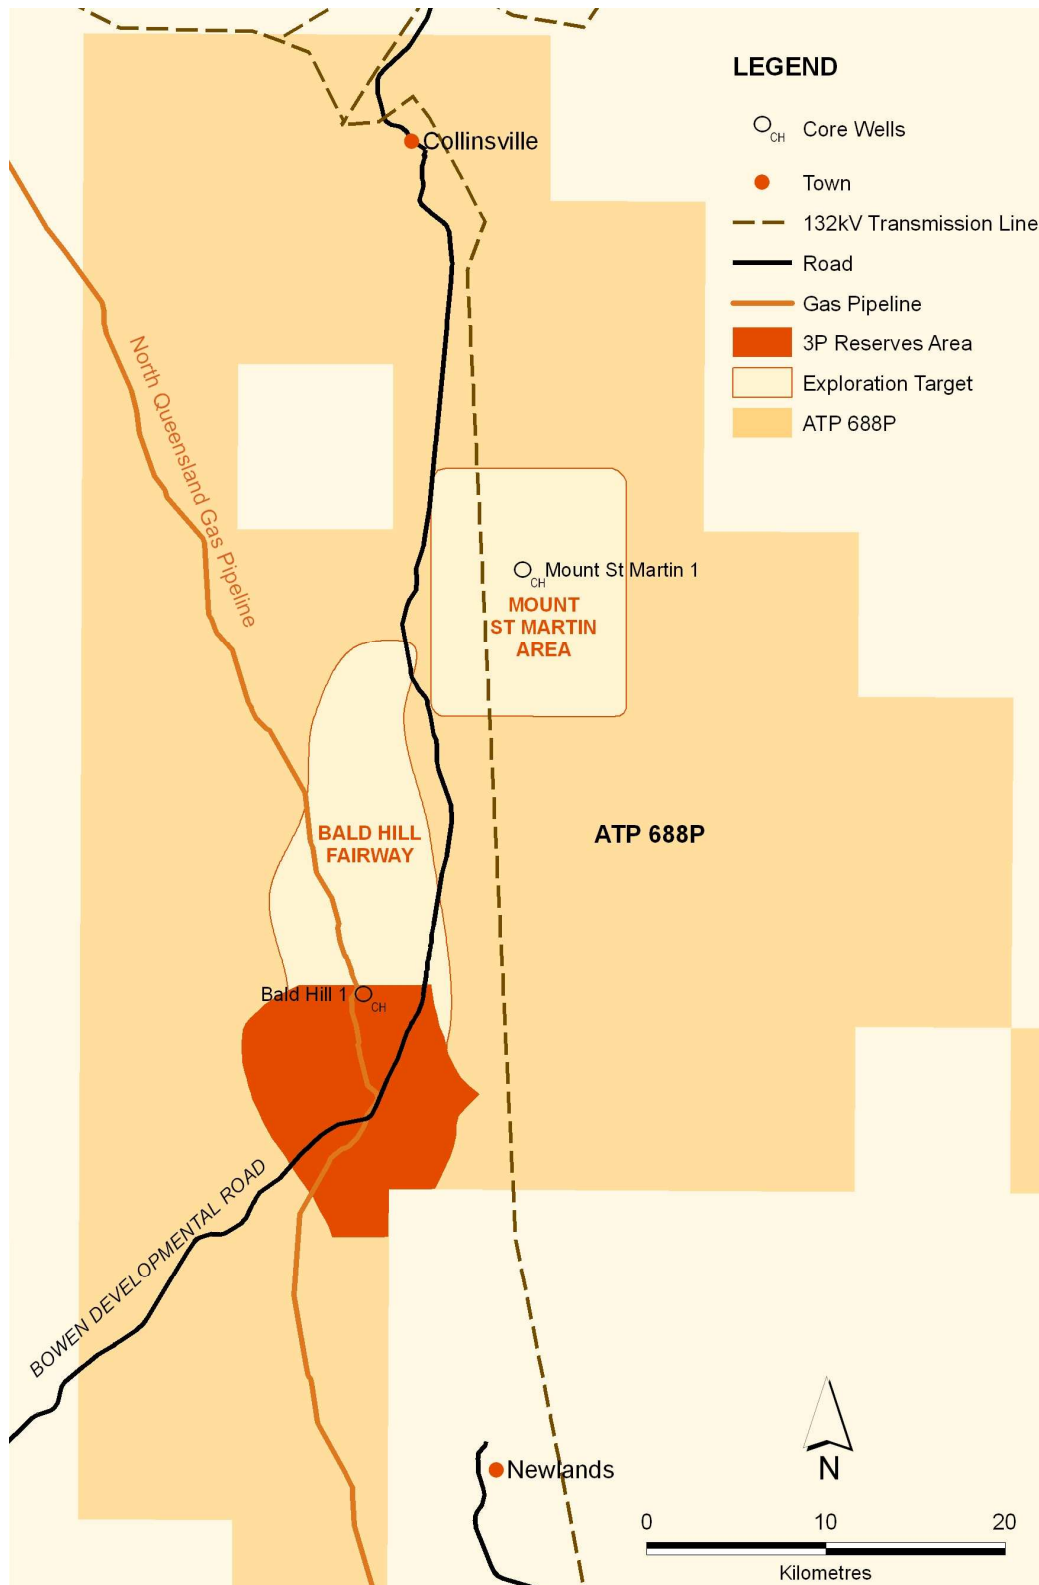 LEGEND
CH Core Wells
Town
132kV Transmission Line
Road
Gas Pipeline
3P Reserves Area
Exploration Target
ATP 688P
Collinsville
North Queensland Gas Pipeline
CH Mount St Martin 1
MOUNT
ST MARTIN
AREA
BALD HILL
FAIRWAY
ATP 688P
Bald Hill 1 CH
BOWEN DEVELOPMENTAL ROAD
Newlands
N
0 10 20
Kilometres